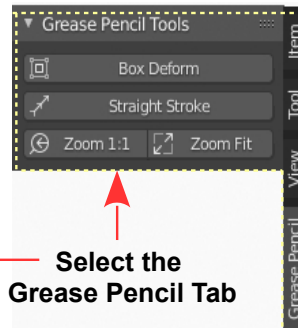 Grease Pencil Tools
Box Deform
Straight Stroke
Zoom 1:1 Zoom Fit
Item
Tool
View
Grease Pencil
Select the
Grease Pencil Tab